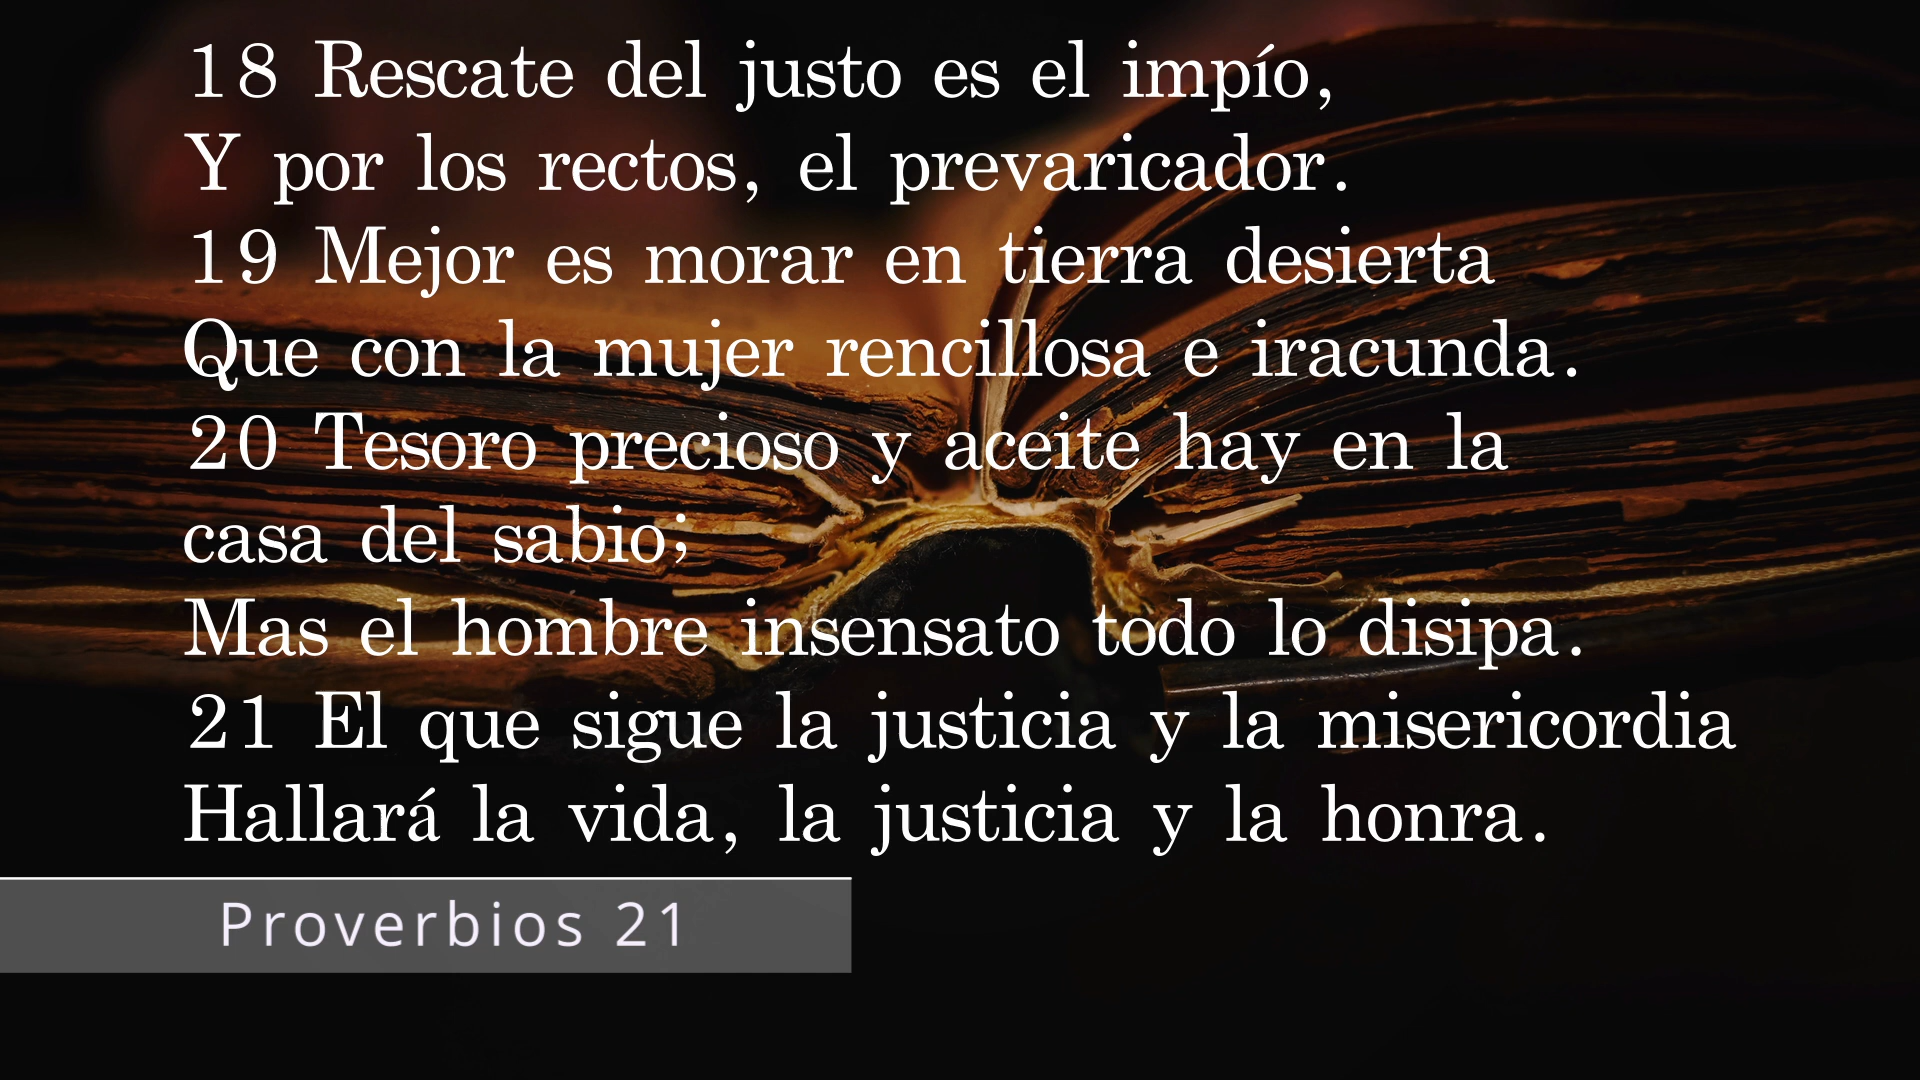 18 Rescate del justo es el impío,
Y por los rectos, el prevaricador.
19 Mejor es morar en tierra desierta
Que con la mujer rencillosa e iracunda.
20 Tesoro precioso y aceite hay en la
casa del sabio;
Mas el hombre insensato todo lo disipa.
21 El que sigue la justicia y la misericordia
Hallará la vida, la justicia y la honra.
Proverbios 21